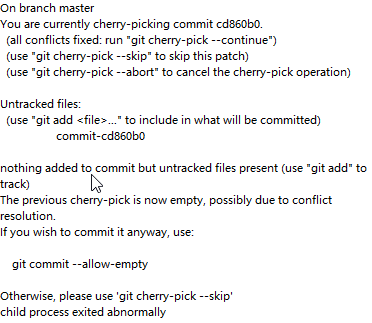 On branch master
You are currently cherry-picking commit cd860b0.
(all conflicts fixed: run "git cherry-pick --continue")
(use "git cherry-pick --skip" to skip this patch)
(use "git cherry-pick --abort" to cancel the cherry-pick operation)
Untracked files:
(use "git add <file>..." to include in what will be committed)
commit-cd860b0
nothing added to commit but untracked files present (use "git add" to
track)
The previous cherry-pick is now empty, possibly due to conflict
resolution.
If you wish to commit it anyway, use:
git commit --allow-empty
Otherwise, please use 'git cherry-pick --skip'
child process exited abnormally